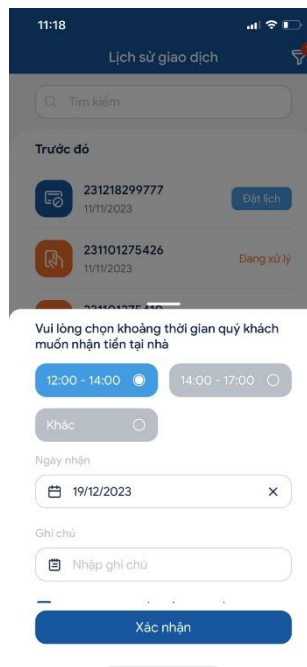 11:18
Lịch sử giao dịch
Tìm kiếm
Trước đó
231218299777
Đặt lịch
11/11/2023
231101275426
Đang xử lý
11/11/2023
Vui lòng chọn khoảng thời gian quý khách
muốn nhận tiền tại nhà
12:00 - 14:00
14:00 - 17:00
Khác
Ngày nhận
19/12/2023
Ghi chú
Nhập ghi chú
Xác nhận